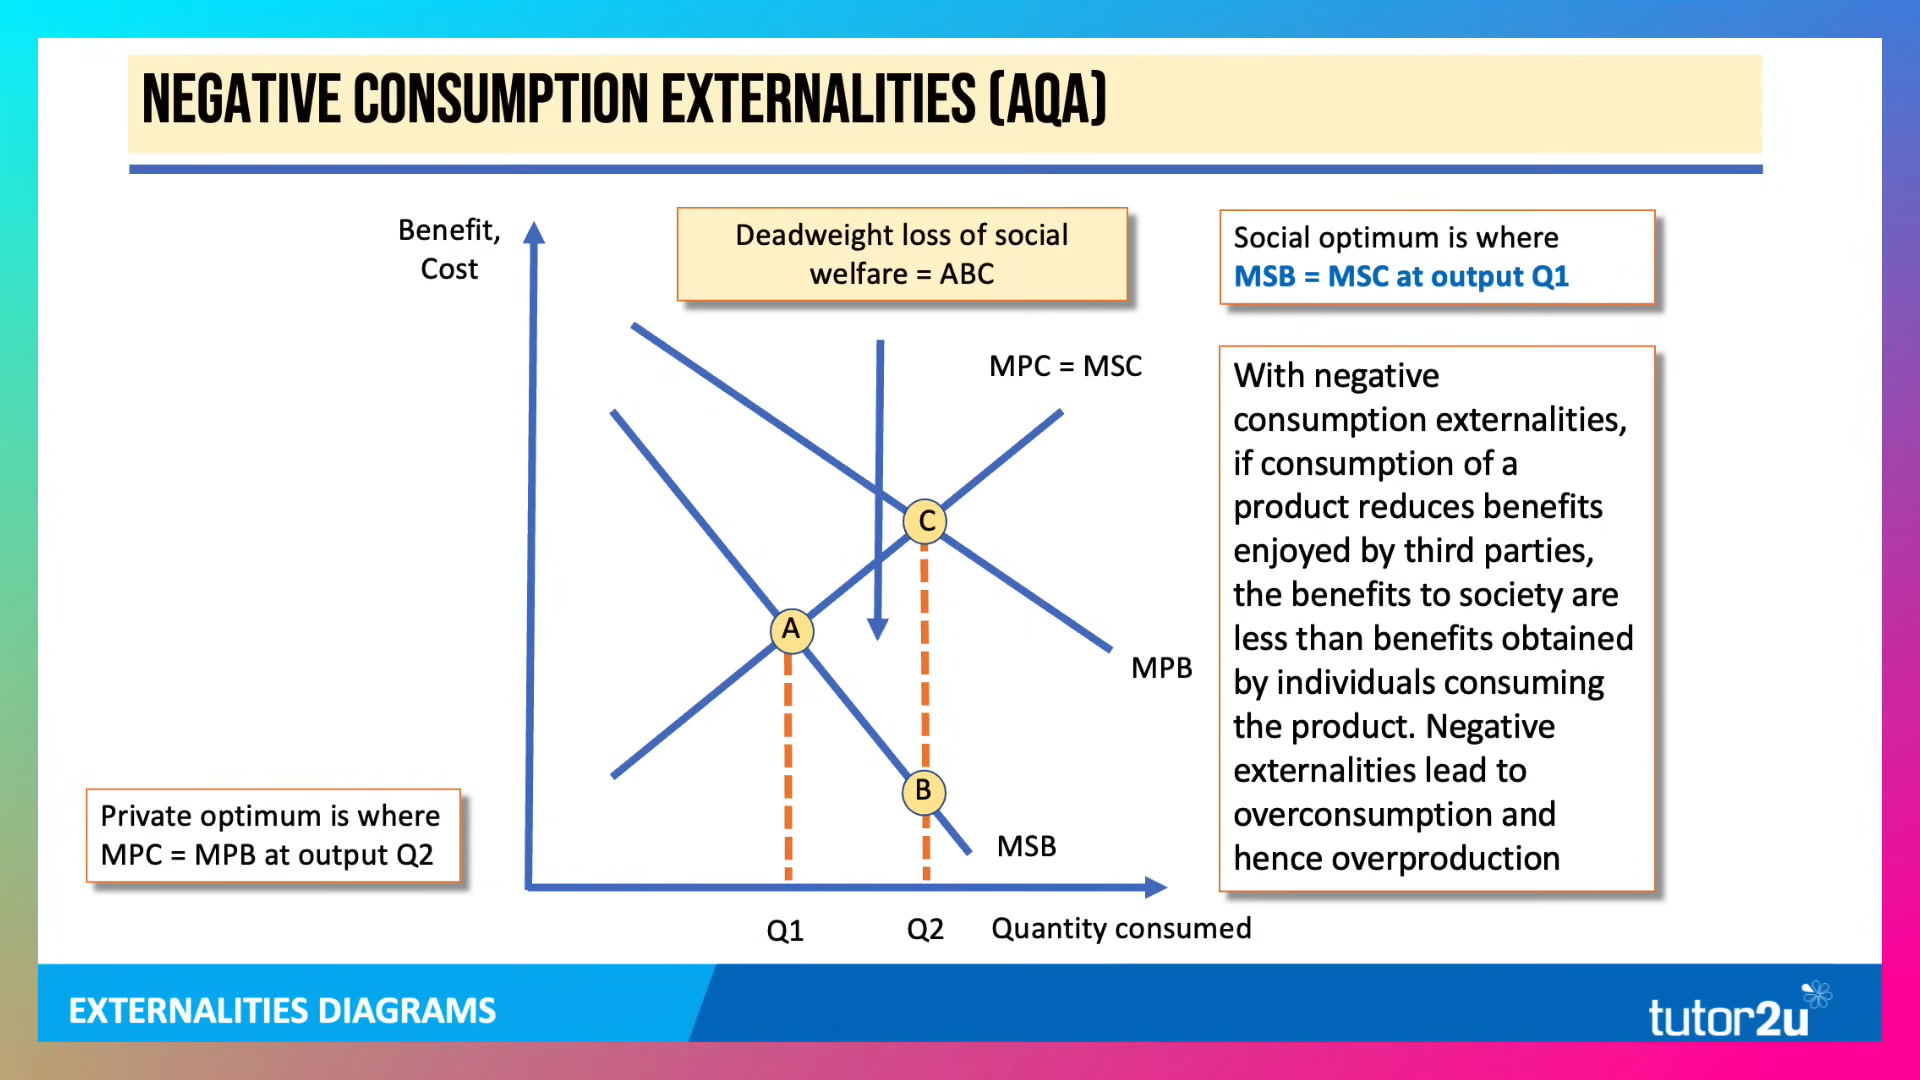 NEGATIVE CONSUMPTION EXTERNALITIES (AQA)
Benefit,
Cost
Deadweight loss of social
welfare = ABC
Social optimum is where
MSB = MSC at output Q1
MPC = MSC
With negative
consumption externalities,
if consumption of a
product reduces benefits
enjoyed by third parties,
the benefits to society are
less than benefits obtained
by individuals consuming
the product. Negative
externalities lead to
overconsumption and
hence overproduction
C
A
MPB
B
Private optimum is where
MPC = MPB at output Q2
MSB
Q1
Q2
Quantity consumed
EXTERNALITIES DIAGRAMS
tutor2u